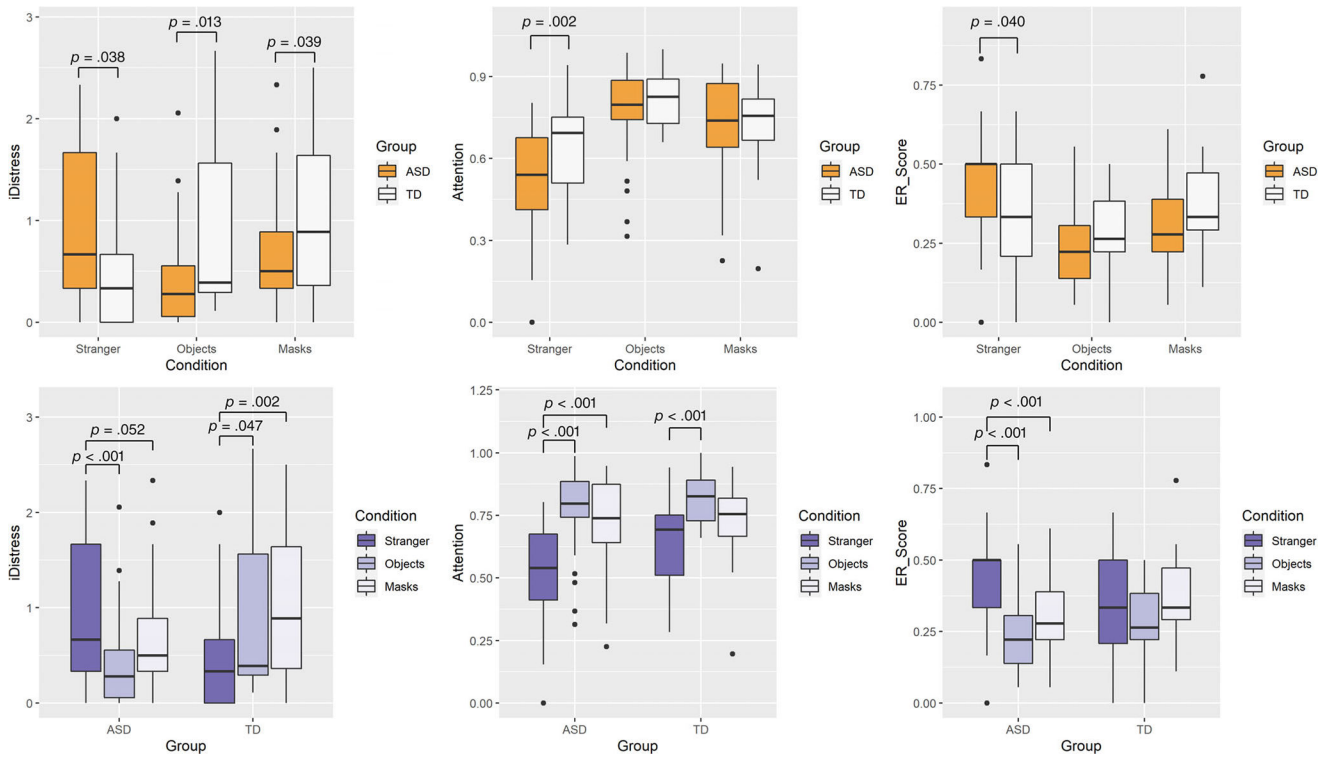 p = .038
p = .013
p = .039
3
2
1
0
iDistress
Stranger Objects Masks
Condition
Group
ASD
TD
p = .002
0.9
0.6
0.3
0.0
Attention
Stranger Objects Masks
Condition
Group
ASD
TD
p = .040
0.75
0.50
0.25
0.00
ER_Score
Stranger Objects Masks
Condition
Group
ASD
TD
p = .002
p = .052
p = .047
p < .001
3
2
1
0
iDistress
ASD TD
Group
Condition
Stranger
Objects
Masks
p < .001
p < .001
p < .001
1.25
1.00
0.75
0.50
0.25
0.00
Attention
ASD TD
Group
Condition
Stranger
Objects
Masks
p < .001
p < .001
1.00
0.75
0.50
0.25
0.00
ER_Score
ASD TD
Group
Condition
Stranger
Objects
Masks